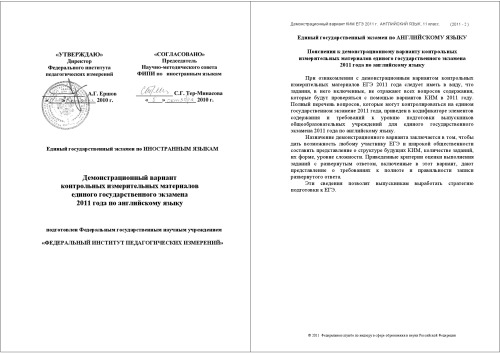 «УТВЕРЖДАЮ»
Директор
Федерального института
педагогических измерений
А.Г. Ершов
2010 г.
«СОГЛАСОВАНО»
Председатель
Научно-методического совета
ФИПИ по иностранным языкам
С.Г. Тер-Минасова
2010 г.
Единый государственный экзамен по ИНОСТРАННЫМ ЯЗЫКАМ
Демонстрационный вариант
контрольных измерительных материалов
единого государственного экзамена
2011 года по английскому языку
подготовлен Федеральным государственным научным учреждением
«ФЕДЕРАЛЬНЫЙ ИНСТИТУТ ПЕДАГОГИЧЕСКИХ ИЗМЕРЕНИЙ»
Демонстрационный вариант КИМ ЕГЭ 2011 г. АНГЛИЙСКИЙ ЯЗЫК, 11 класс. (2011 - 2)
Единый государственный экзамен по АНГЛИЙСКОМУ ЯЗЫКУ
Пояснения к демонстрационному варианту контрольных
измерительных материалов единого государственного экзамена
2011 года по английскому языку
При ознакомлении с демонстрационным вариантом контрольных
измерительных материалов ЕГЭ 2011 года следует иметь в виду, что
задания, в него включенные, не отражают всех вопросов содержания,
которые будут проверяться с помощью вариантов КИМ в 2011 году.
Полный перечень вопросов, которые могут контролироваться на едином
государственном экзамене 2011 года, приведен в кодификаторе элементов
содержания и требований к уровню подготовки выпускников
общеобразовательных учреждений для единого государственного
экзамена 2011 года по английскому языку.
Назначение демонстрационного варианта заключается в том, чтобы
дать возможность любому участнику ЕГЭ и широкой общественности
составить представление о структуре будущих КИМ, количестве заданий,
их форме, уровне сложности. Приведённые критерии оценки выполнения
заданий с развернутым ответом, включенные в этот вариант, дают
представление о требованиях к полноте и правильности записи
развернутого ответа.
Эти сведения позволят выпускникам выработать стратегию
подготовки к ЕГЭ.
© 2011 Федеральная служба по надзору в сфере образования и науки Российской Федерации